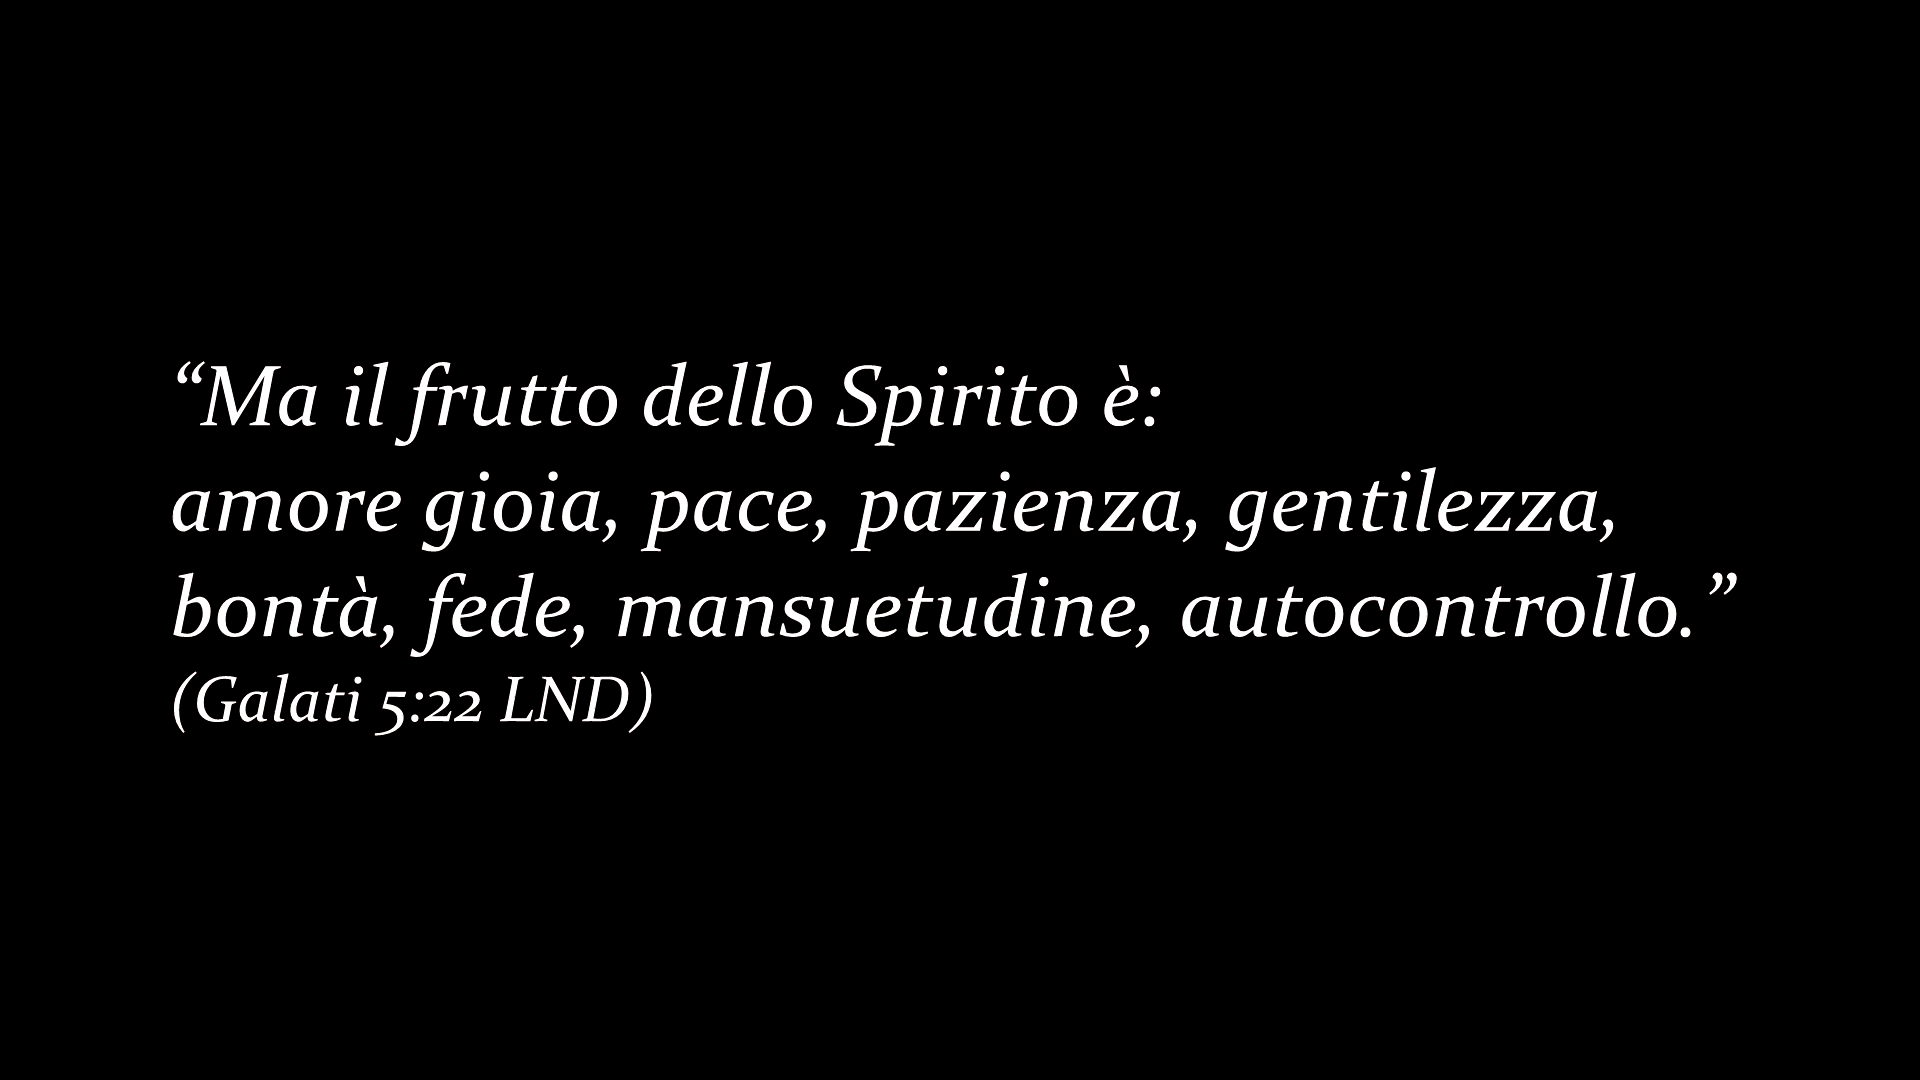 “Ma il frutto dello Spirito è:
amore gioia, pace, pazienza, gentilezza,
bontà, fede, mansuetudine, autocontrollo.”
(Galati 5:22 LND)